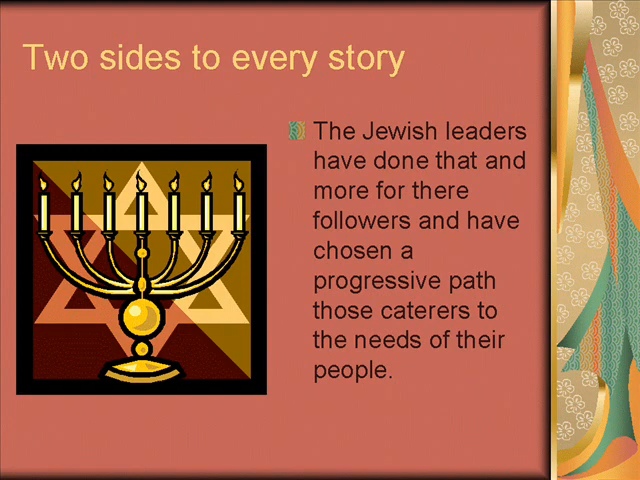 Two sides to every story
The Jewish leaders
have done that and
more for there
followers and have
chosen a
progressive path
those caterers to
the needs of their
people.